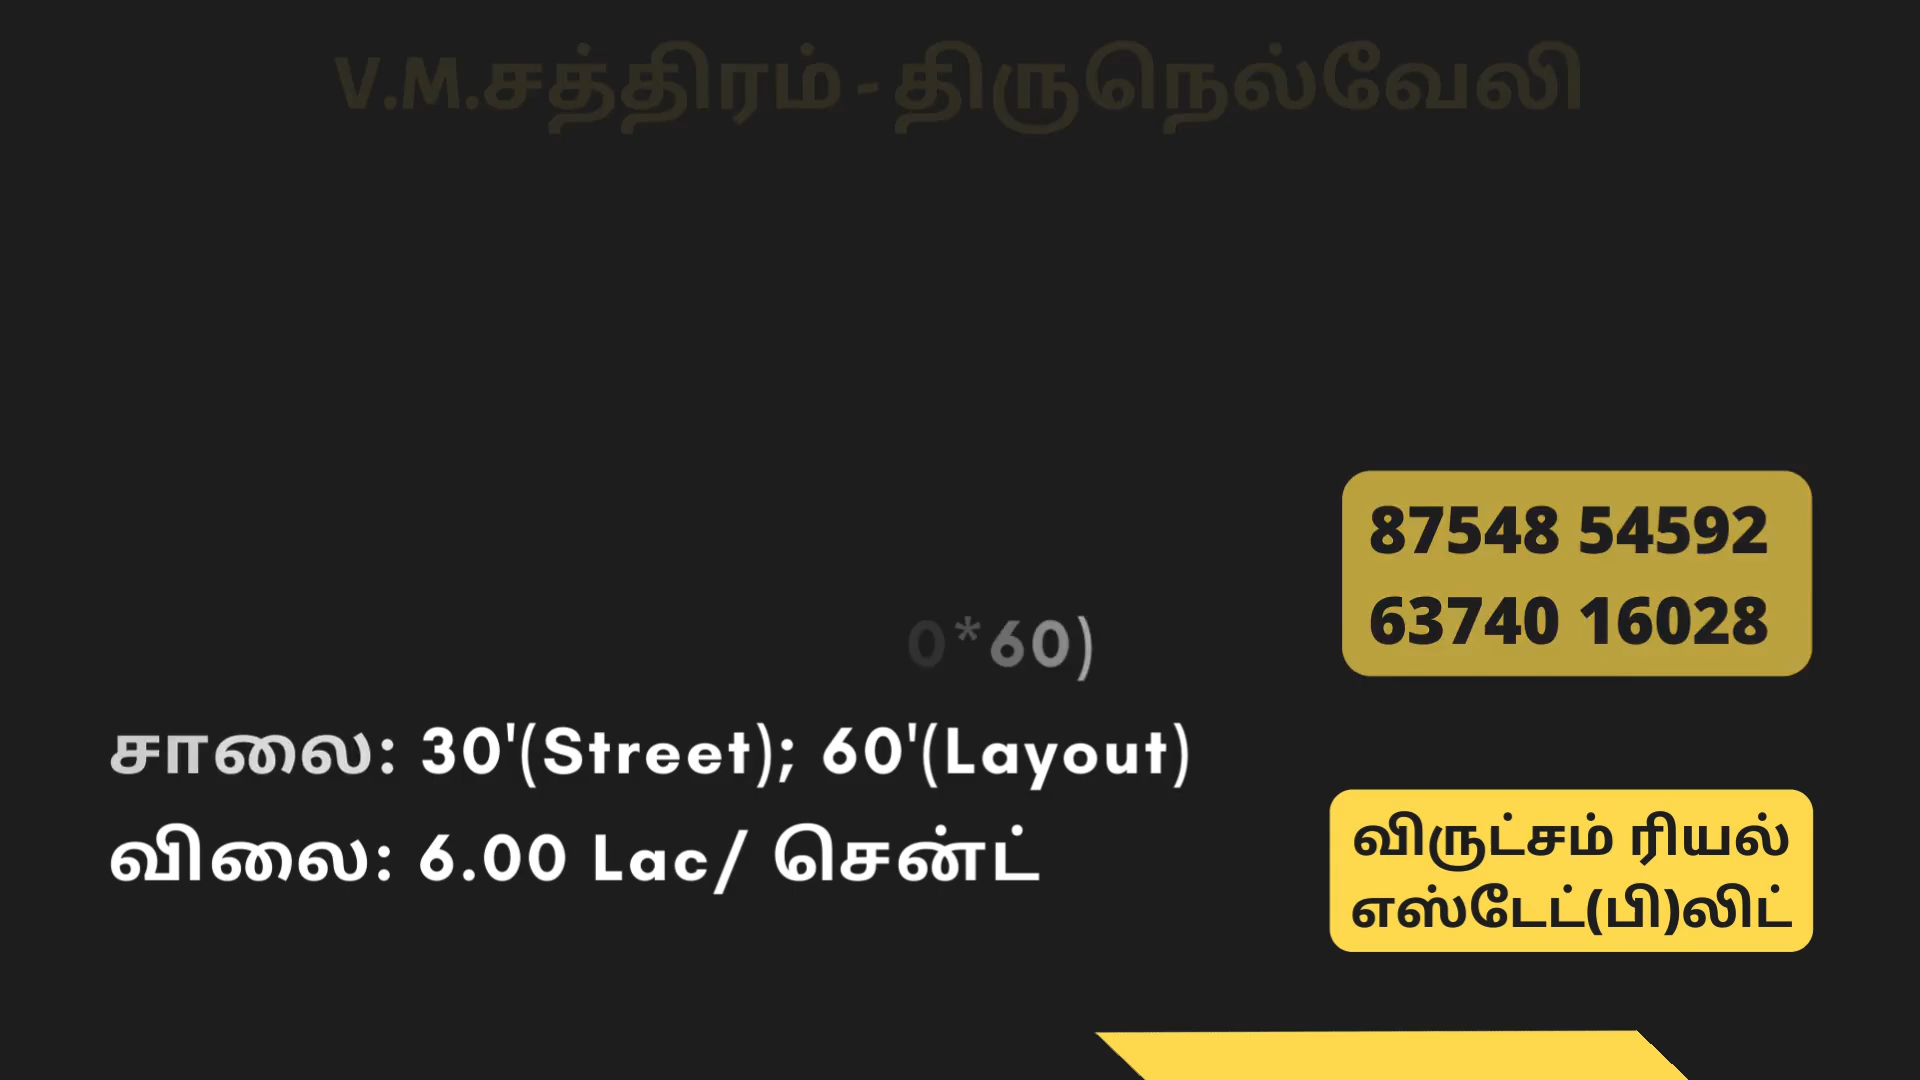 V.M.சத்திரம் - திருநெல்வேலி
87548 54592
63740 16028
0*60)
சாலை: 30'(Street); 60'(Layout)
விலை: 6.00 Lac/ சென்ட்
விருட்சம் ரியல்
எஸ்டேட்(பி)லிட்